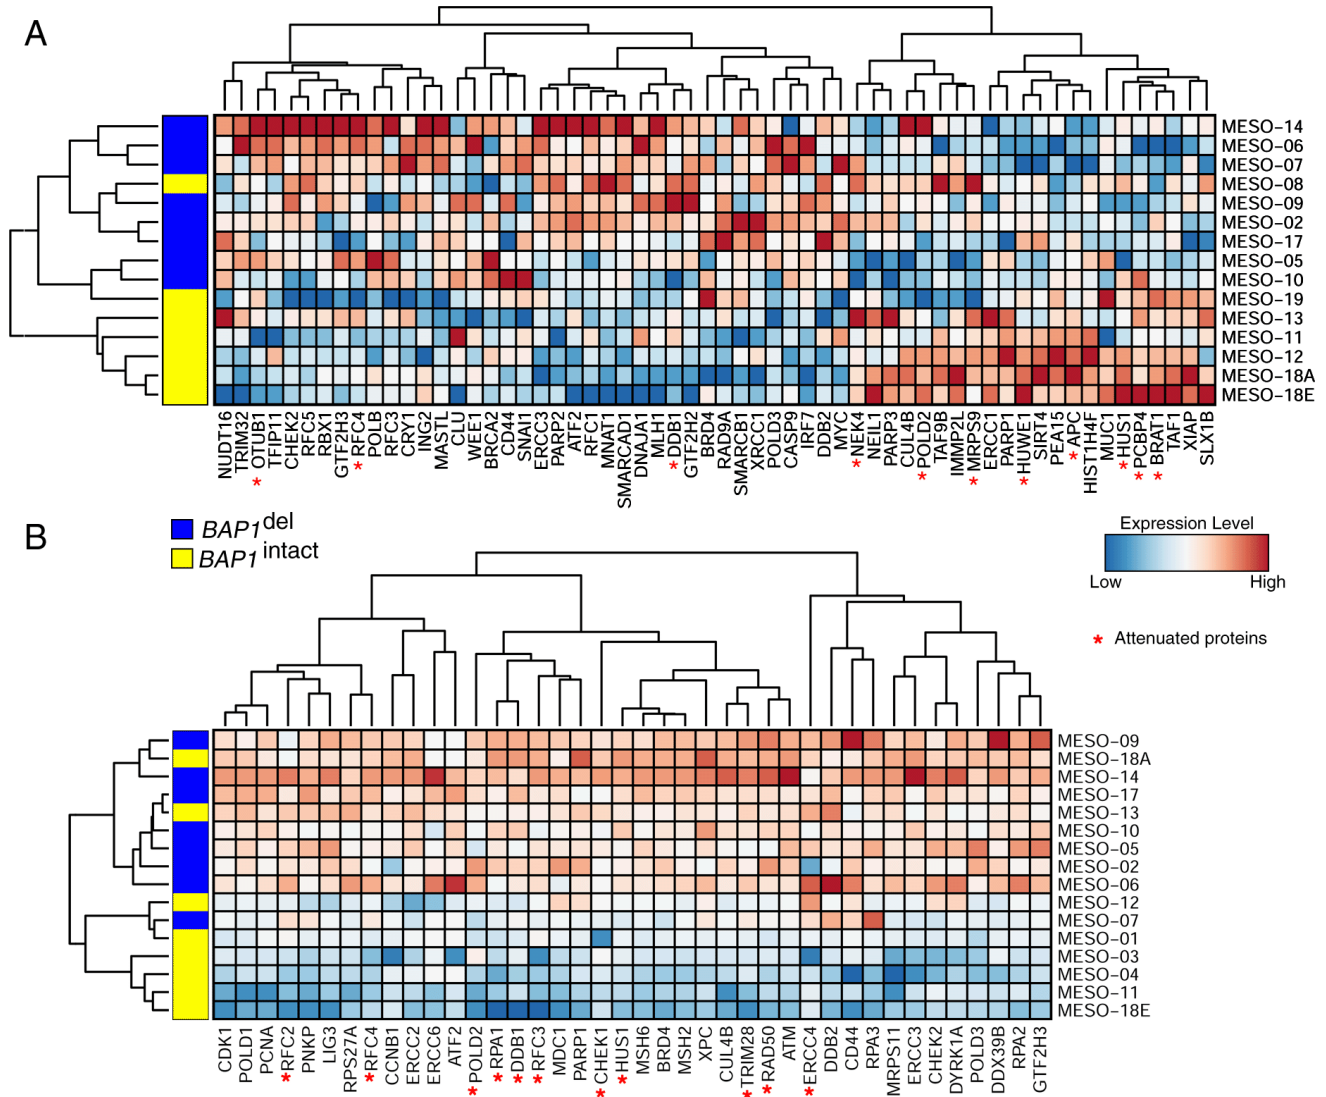 A
MESO-14
MESO-06
MESO-07
MESO-08
MESO-09
MESO-02
MESO-17
MESO-05
MESO-10
MESO-19
MESO-13
MESO-11
MESO-12
MESO-18A
MESO-18E
NUDT16
TRIM32
* OTUB1
TFIP11
CHEK2
RFC5
RBX1
GTF2H3
* RFC4
POLB
RFC3
CRY1
ING2
MASTL
CLU
WEE1
BRCA2
CD44
SNAI1
ERCC3
PARP2
ATF2
RFC1
MNAT1
SMARCAD1
DNAJA1
MLH1
* DDB1
GTF2H2
BRD4
RAD9A
SMARCB1
XRCC1
POLD3
CASP9
IRF7
DDB2
MYC
* NEK4
NEIL1
PARP3
CUL4B
* POLD2
TAF9B
IMMP2L
* MRPS9
ERCC1
PARP1
* HUWE1
SIRT4
PEA15
* APC
HIST1H4F
MUC1
* HUS1
* PCBP4
* BRAT1
TAF1
XIAP
SLX1B
B
BAP1 del
BAP1 intact
Expression Level
Low High
* Attenuated proteins
MESO-09
MESO-18A
MESO-14
MESO-17
MESO-13
MESO-10
MESO-05
MESO-02
MESO-06
MESO-12
MESO-07
MESO-01
MESO-03
MESO-04
MESO-11
MESO-18E
CDK1
POLD1
PCNA
* RFC2
PNKP
LIG3
RPS27A
* RFC4
CCNB1
ERCC2
ERCC6
ATF2
* POLD2
* RPA1
* DDB1
* RFC3
MDC1
PARP1
* CHEK1
* HUS1
MSH6
BRD4
MSH2
XPC
CUL4B
* TRIM28
* RAD50
ATM
* ERCC4
DDB2
CD44
RPA3
MRPS11
ERCC3
CHEK2
DYRK1A
POLD3
DDX39B
RPA2
GTF2H3